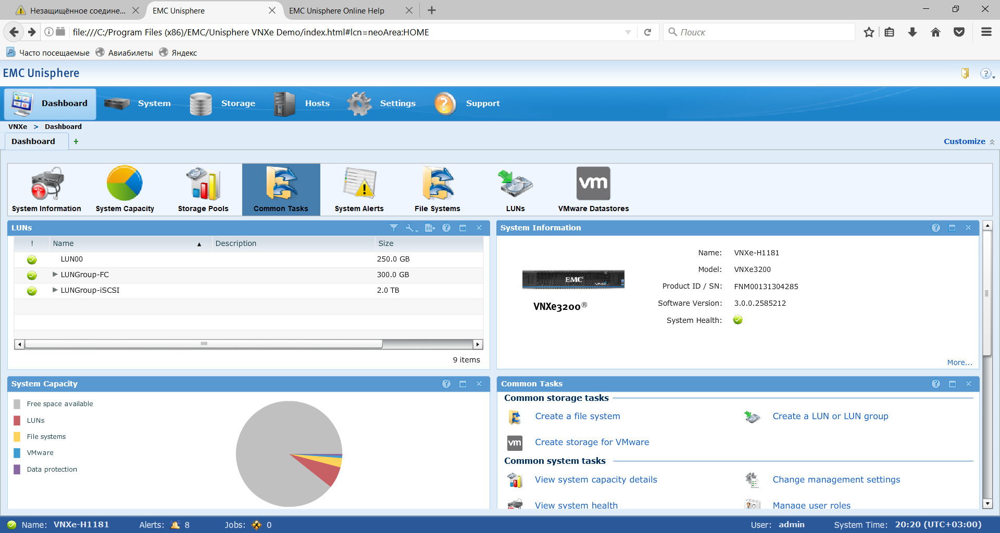 Незащищённое соедине...
EMC Unisphere
EMC Unisphere Online Help
file:///C:/Program Files (x86)/EMC/Unisphere VNXe Demo/index.html#lcn=neoArea:HOME
Поиск
Часто посещаемые
Авиабилеты
Яндекс
EMC Unisphere
Dashboard
System
Storage
Hosts
Settings
Support
VNXe > Dashboard
Dashboard +
Customize
System Information
System Capacity
Storage Pools
Common Tasks
System Alerts
File Systems
LUNs
vm
VMware Datastores
LUNs
! Name Description Size
LUN00 250.0 GB
LUNGroup-FC 300.0 GB
LUNGroup-iSCSI 2.0 TB
9 items
System Information
EMC
VNXe3200®
Name: VNXe-H1181
Model: VNXe3200
Product ID / SN: FNM00131304285
Software Version: 3.0.0.2585212
System Health:
More...
System Capacity
Free space available
LUNs
File systems
VMware
Data protection
Common Tasks
Common storage tasks
Create a file system
Create a LUN or LUN group
vm
Create storage for VMware
Common system tasks
View system capacity details
Change management settings
View system health
Manage user roles
Name: VNXe-H1181
Alerts: 8
Jobs: 0
User: admin
System Time: 20:20 (UTC+03:00)